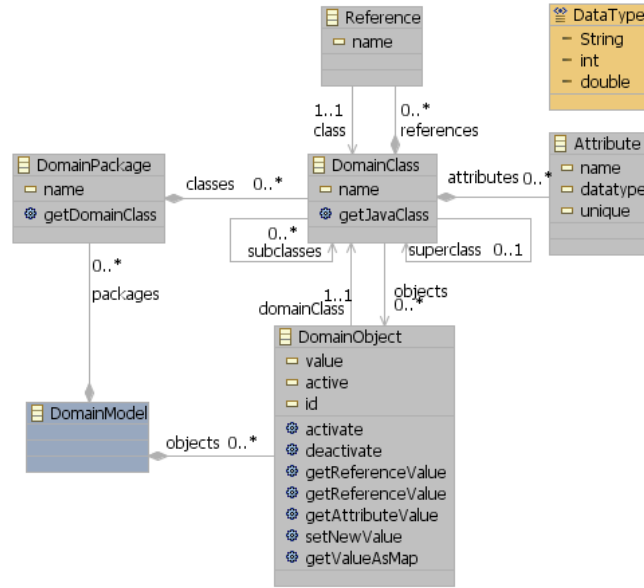 Reference
name
DataType
String
int
double
1..1
class
0..*
references
DomainPackage
name
getDomainClass
classes 0..*
DomainClass
name
getJavaClass
attributes 0..*
Attribute
name
datatype
unique
0..*
subclasses
superclass 0..1
0..*
packages
1..1
domainClass
objects
0..*
DomainObject
value
active
id
activate
deactivate
getReferenceValue
getReferenceValue
getAttributeValue
setNewValue
getValueAsMap
DomainModel
objects 0..*